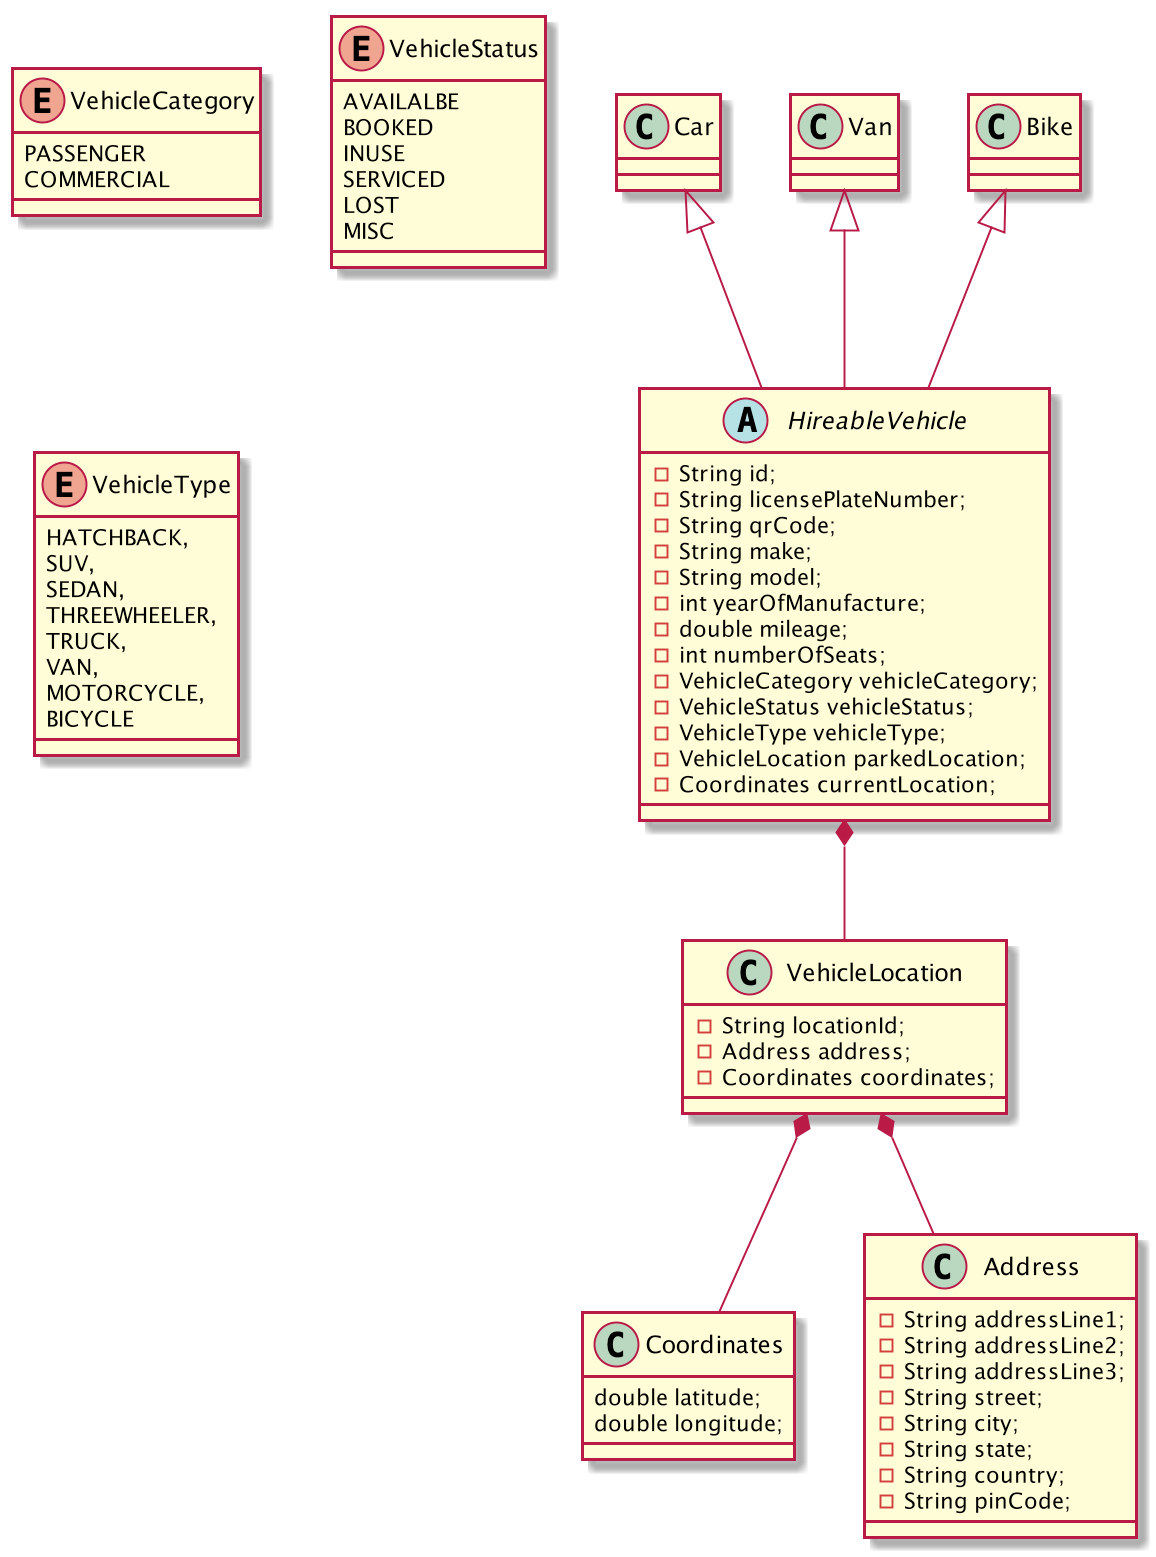 E VehicleCategory
PASSENGER
COMMERCIAL
E VehicleStatus
AVAILALBE
BOOKED
INUSE
SERVICED
LOST
MISC
C Car
C Van
C Bike
E VehicleType
HATCHBACK,
SUV,
SEDAN,
THREEWHEELER,
TRUCK,
VAN,
MOTORCYCLE,
BICYCLE
A HireableVehicle
String id;
String licensePlateNumber;
String qrCode;
String make;
String model;
int yearOfManufacture;
double mileage;
int numberOfSeats;
VehicleCategory vehicleCategory;
VehicleStatus vehicleStatus;
VehicleType vehicleType;
VehicleLocation parkedLocation;
Coordinates currentLocation;
C VehicleLocation
String locationId;
Address address;
Coordinates coordinates;
C Coordinates
double latitude;
double longitude;
C Address
String addressLine1;
String addressLine2;
String addressLine3;
String street;
String city;
String state;
String country;
String pinCode;